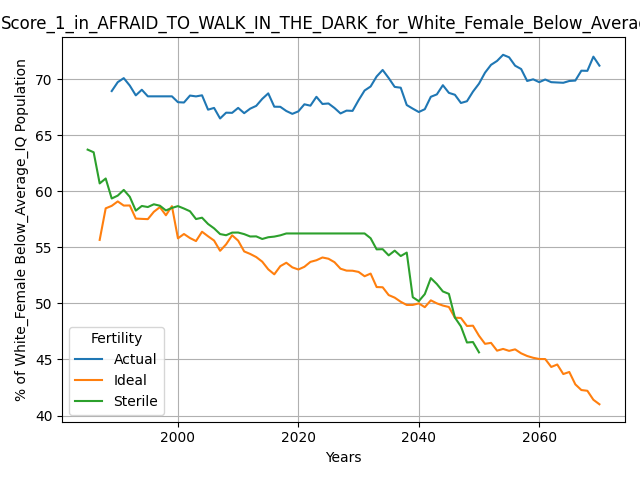 Score_1_in_AFRAID_TO_WALK_IN_THE_DARK_for_White_Female_Below_Avera
% of White_Female Below_Average_IQ Population
70
65
60
55
50
45
40
Fertility
Actual
Ideal
Sterile
2000 2020 2040 2060
Years